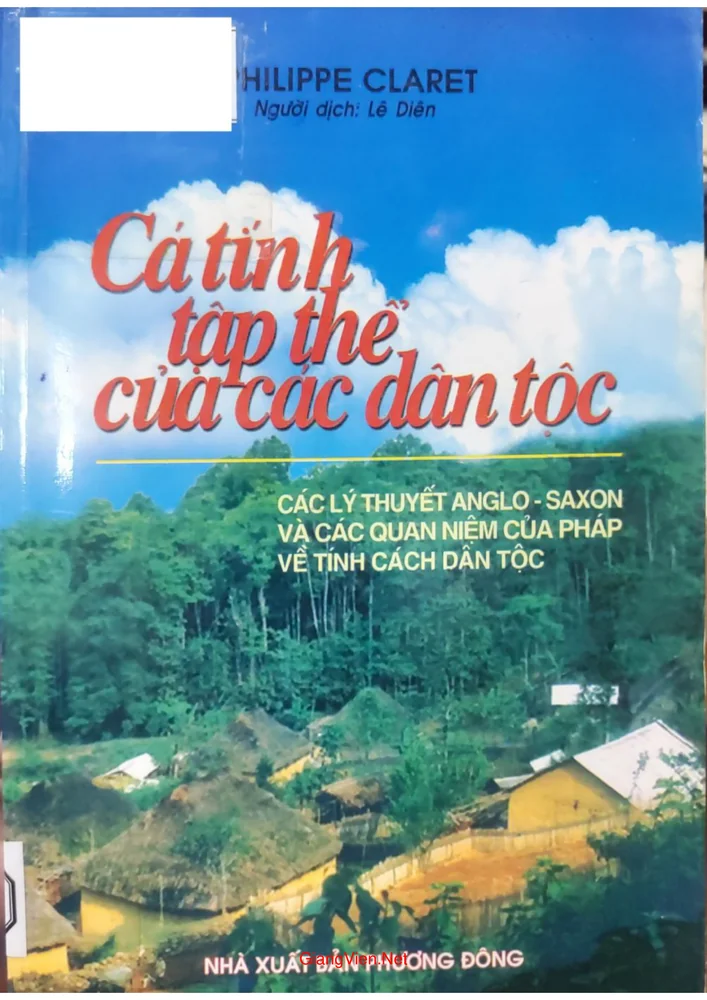 PHILIPPE CLARET
Người dịch: Lê Diên
Cá tính
tập thể
của các dân tộc
CÁC LÝ THUYẾT ANGLO - SAXON
VÀ CÁC QUAN NIỆM CỦA PHÁP
VỀ TÍNH CÁCH DÂN TỘC
NHÀ XUẤT BẢN PHƯƠNG ĐÔNG
GiangVien.Net